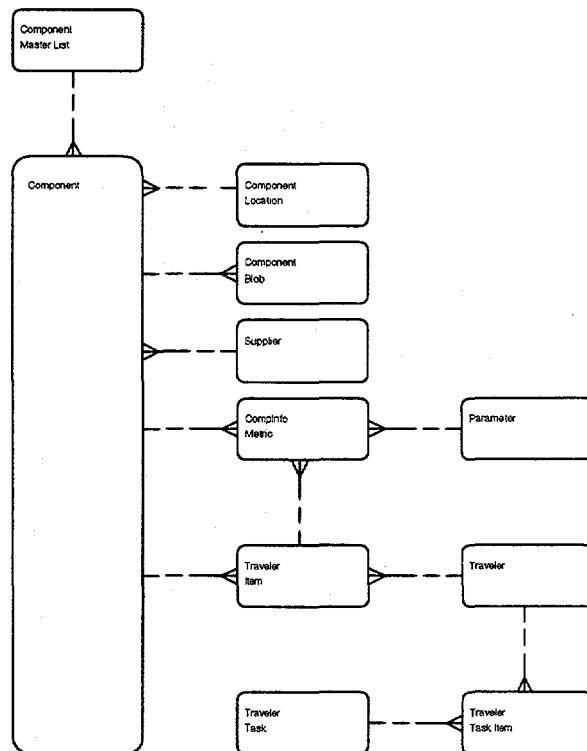 Component
Master List
Component
Component
Location
Component
Blob
Supplier
CompInfo
Metric
Parameter
Traveler
Item
Traveler
Traveler
Task
Traveler
Task Item